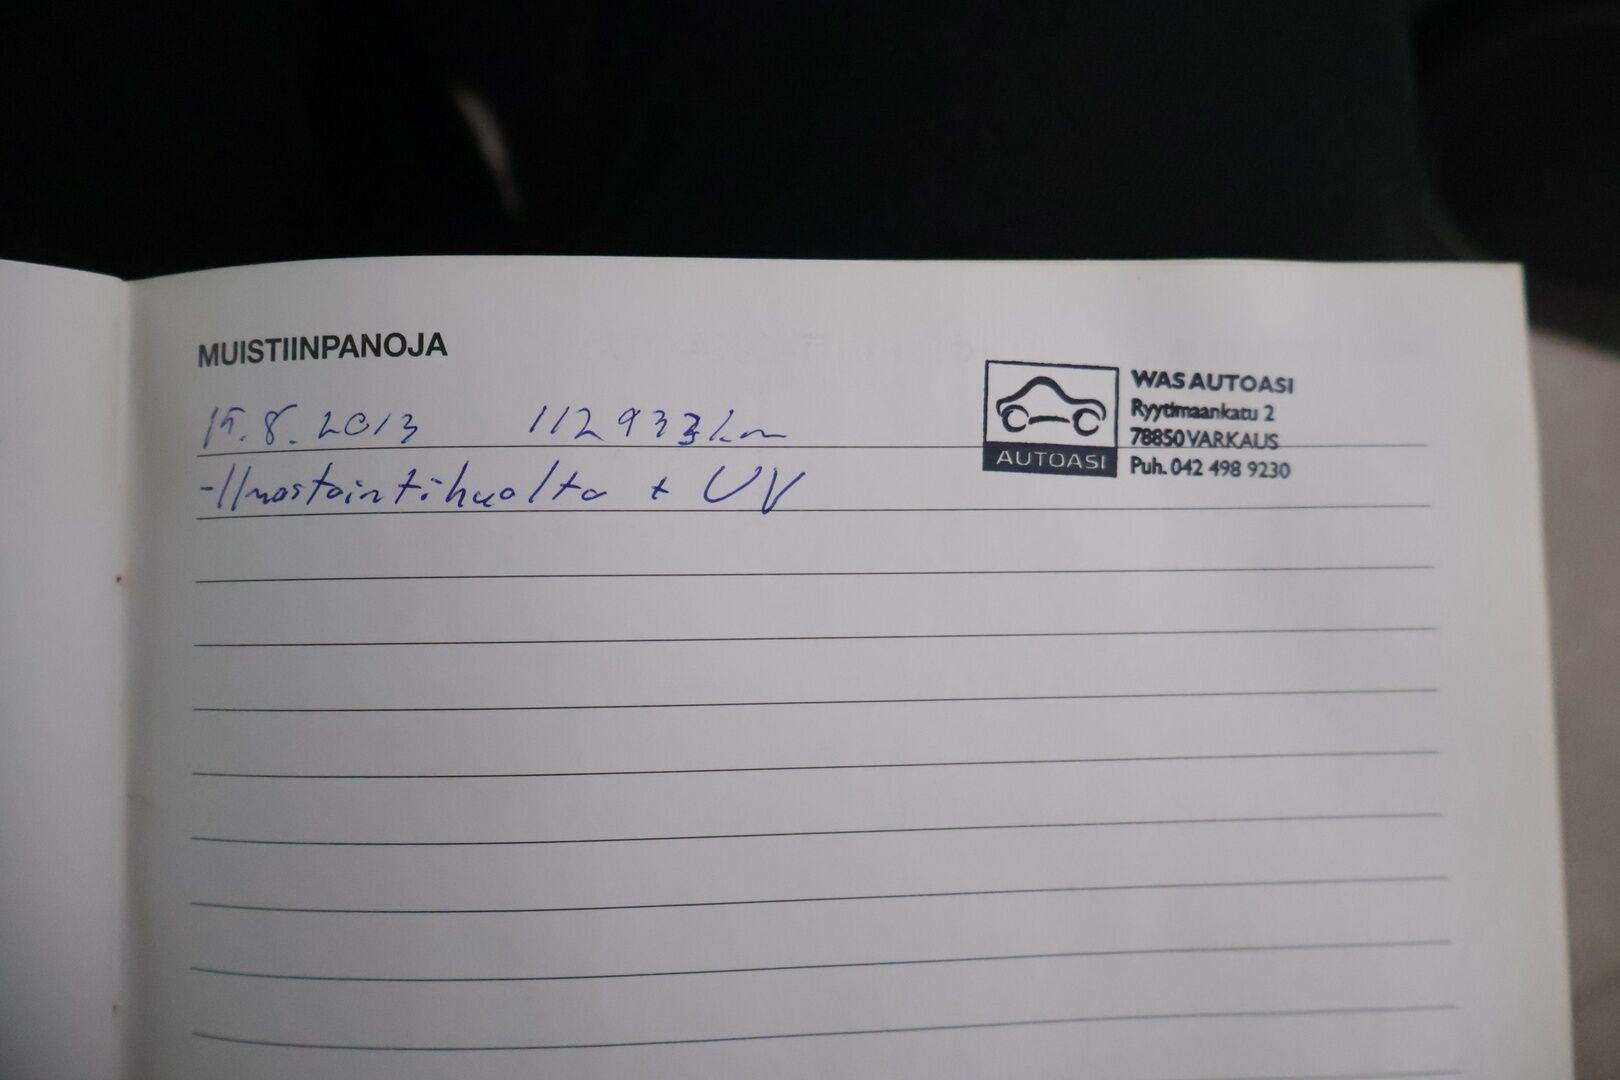 MUISTIINPANOJA
15.8.2013 112933km
-Ilmastointihuolto + UV
WAS AUTOASI
Ryytimaankatu 2
78850 VARKAUS
Puh. 042 498 9230
AUTOASI